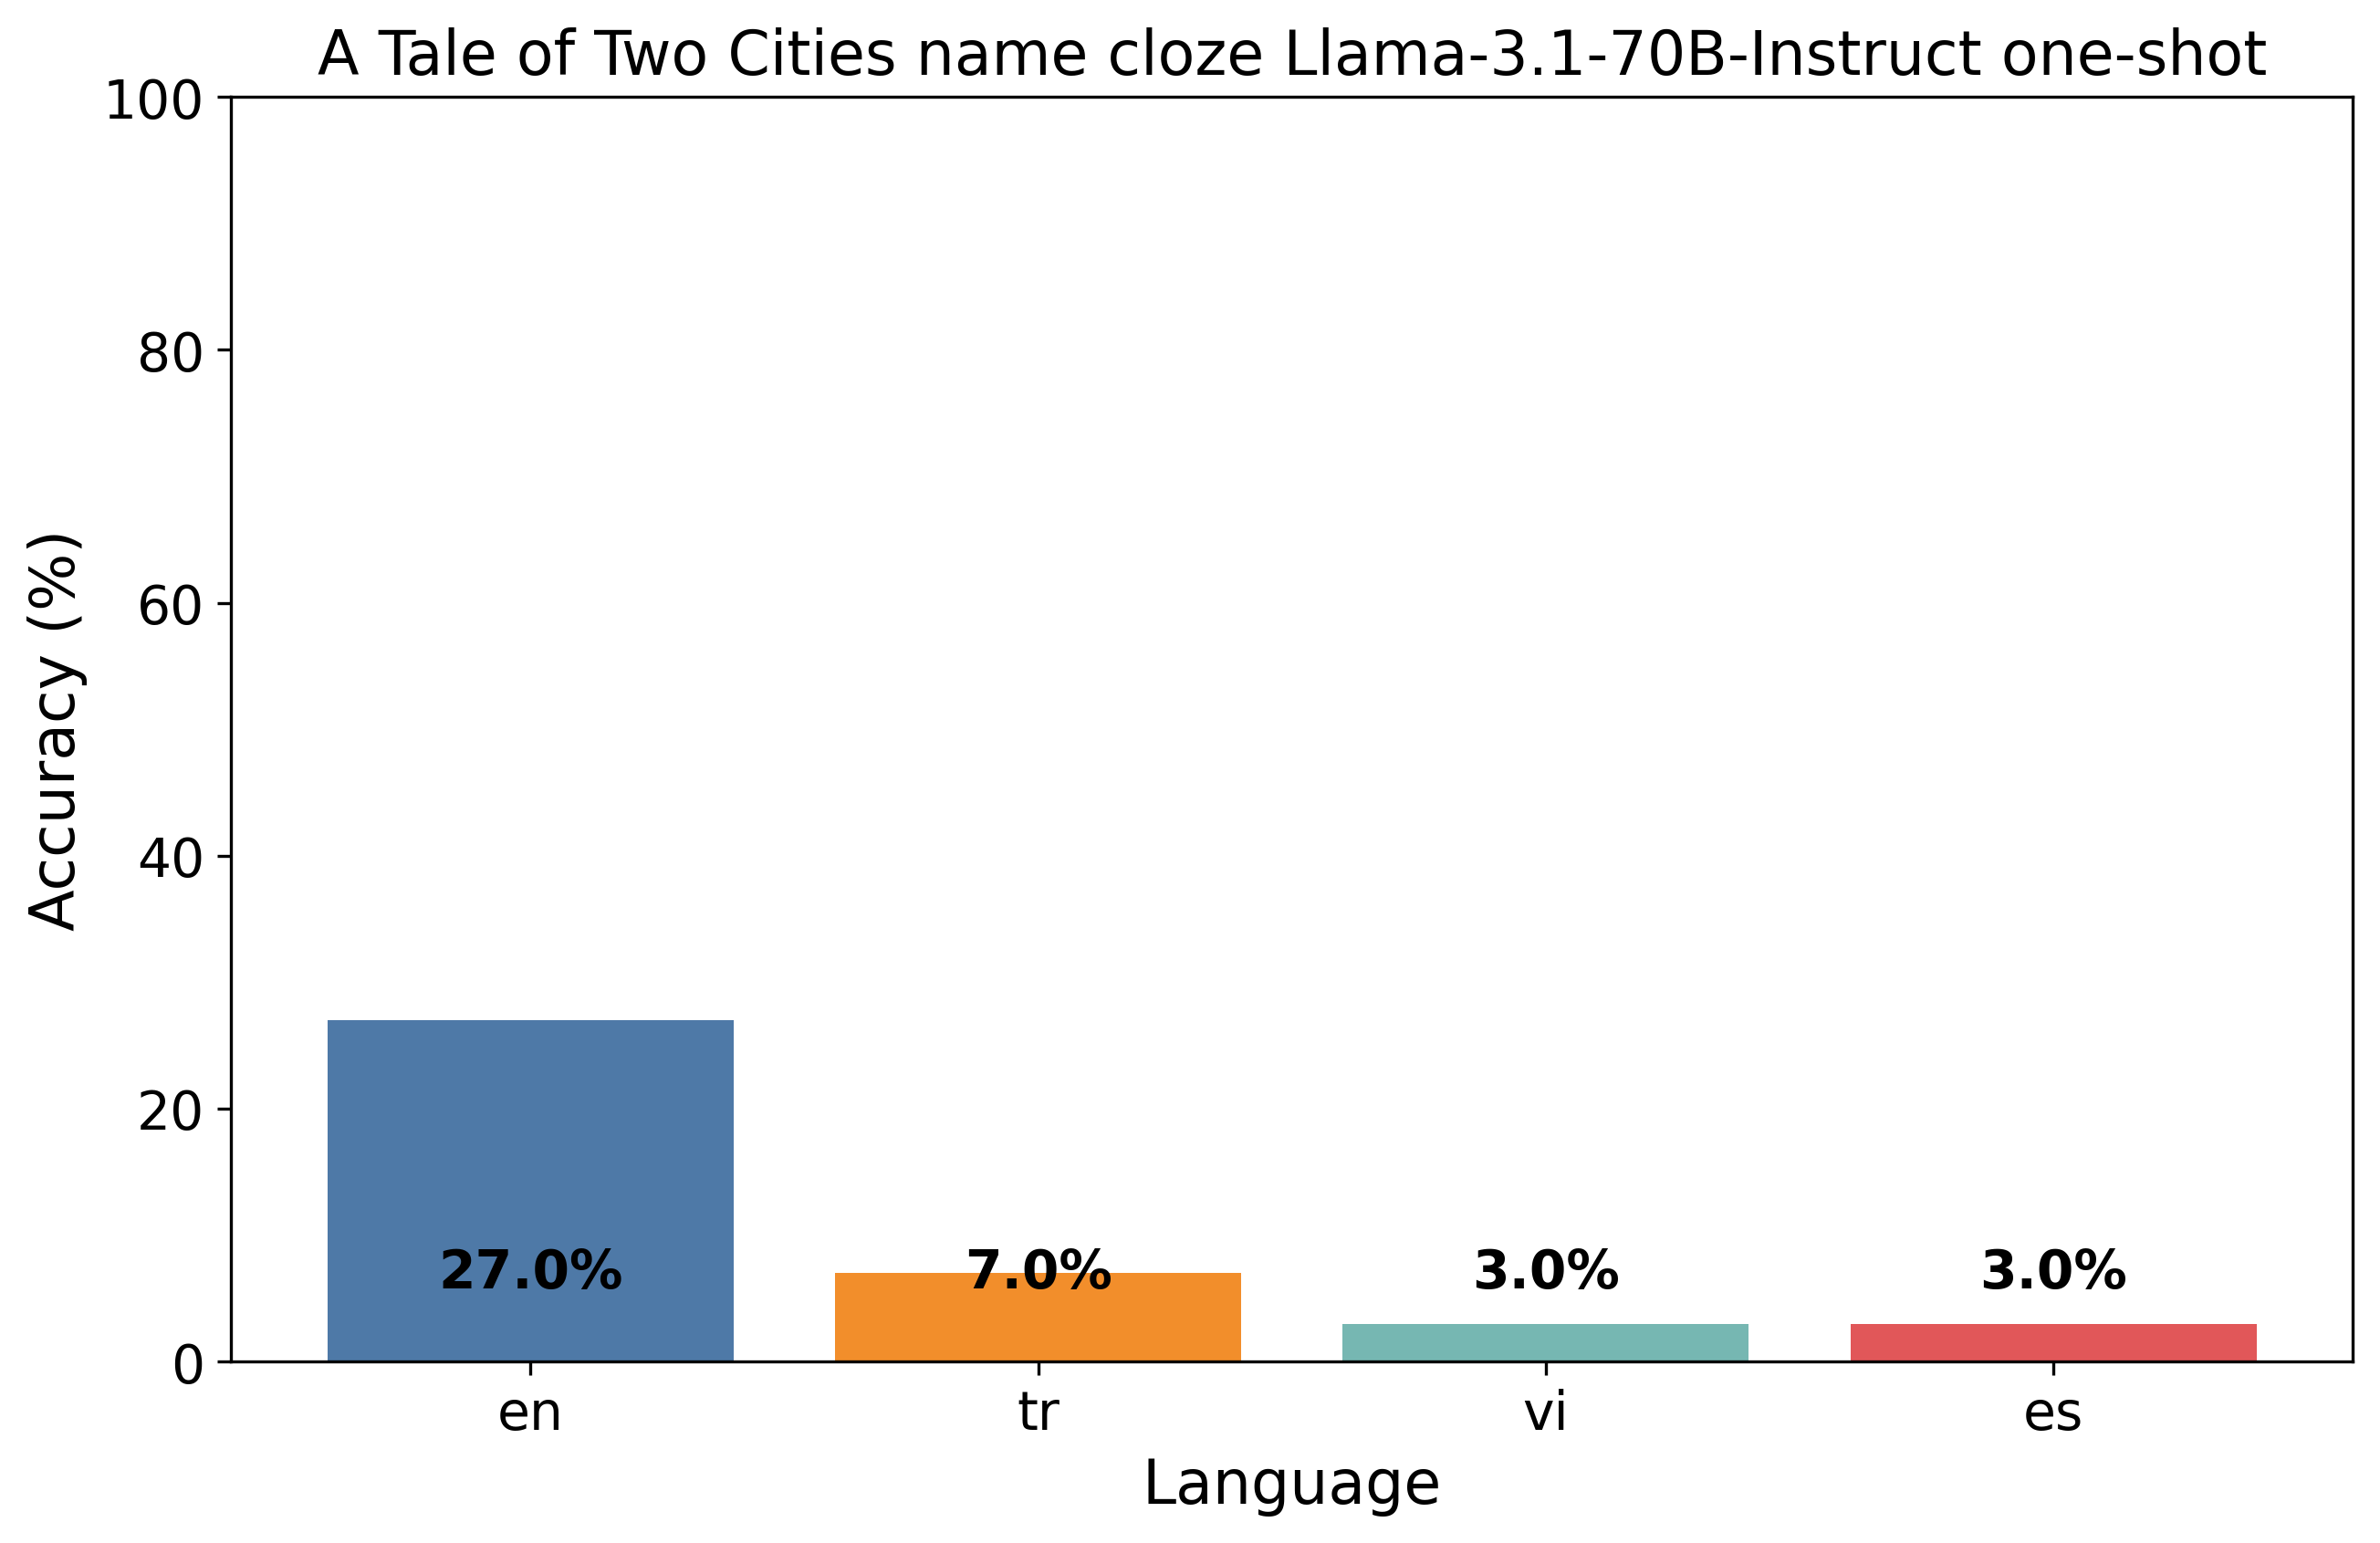 A Tale of Two Cities name cloze Llama-3.1-70B-Instruct one-shot
Accuracy (%)
100
80
60
40
20
0
27.0%
7.0%
3.0%
3.0%
en
tr
vi
es
Language